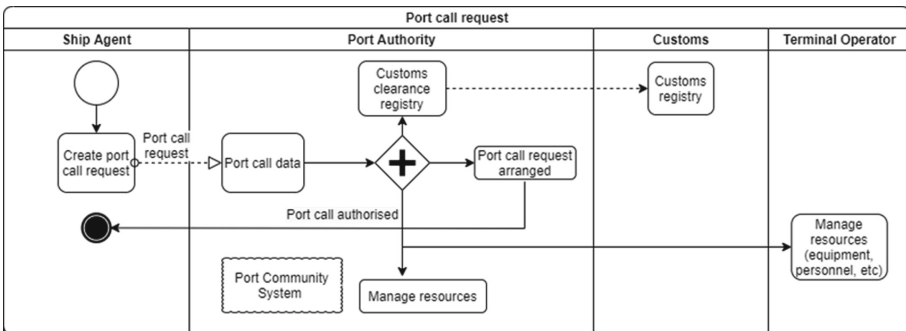 Port call request
Ship Agent
Port Authority
Customs
Terminal Operator
Customs
clearance
registry
Customs
registry
Create port
call request
Port call
request
Port call data
Port call request
arranged
Port call authorised
Manage
resources
(equipment,
personnel, etc)
Port Community
System
Manage resources